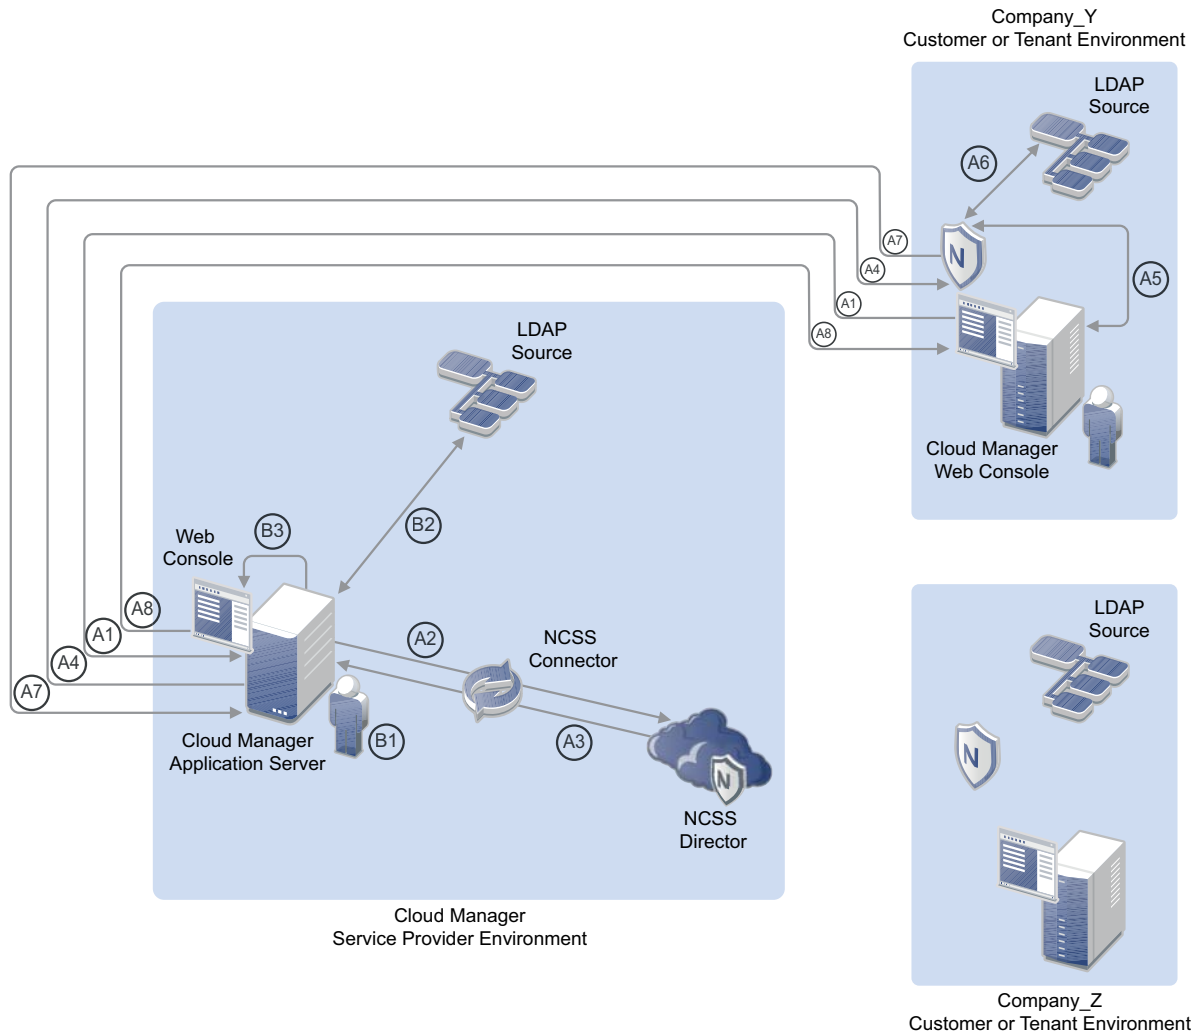 Company_Y
Customer or Tenant Environment
LDAP
Source
A6
N
A7
A4
A5
A1
A8
LDAP
Source
Cloud Manager
Web Console
B2
B3
Web
Console
A8
A1
A4
A7
A2
NCSS
Connector
A3
B1
Cloud Manager
Application Server
N
NCSS
Director
Cloud Manager
Service Provider Environment
LDAP
Source
N
Company_Z
Customer or Tenant Environment